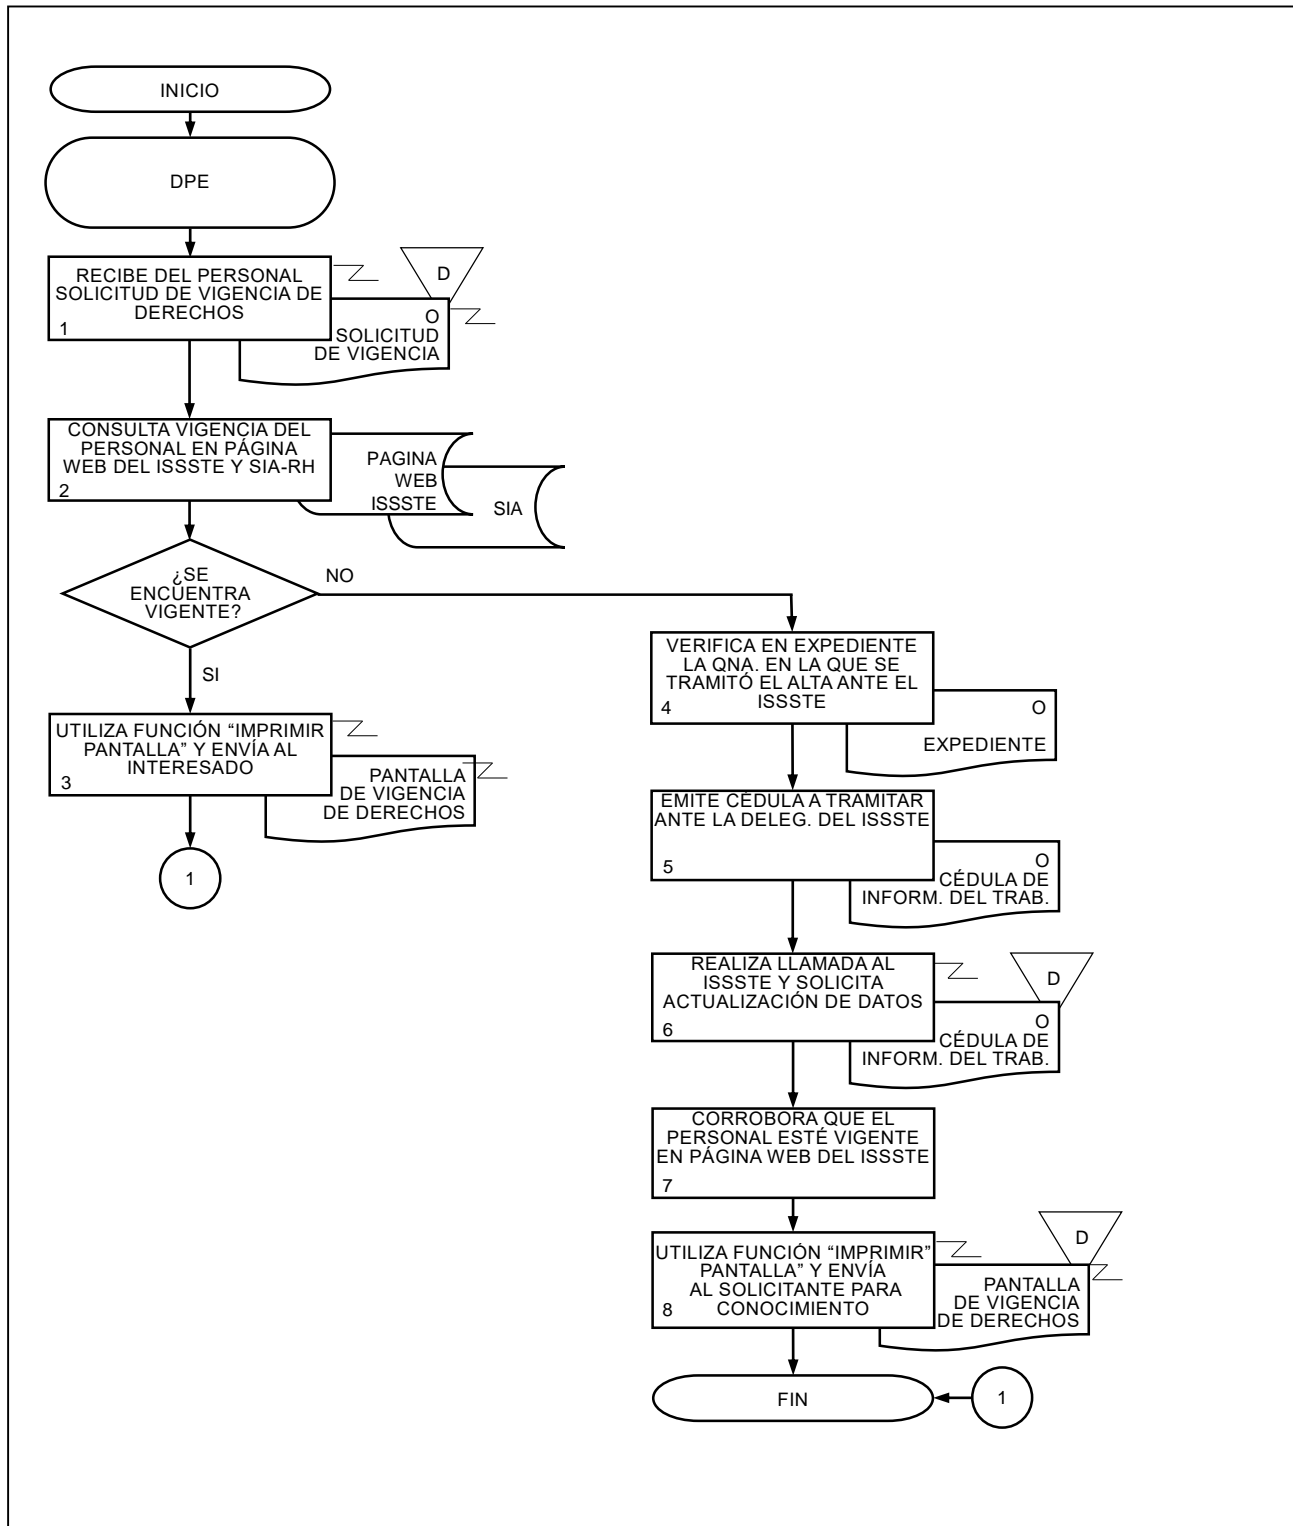 INICIO
DPE
RECIBE DEL PERSONAL
SOLICITUD DE VIGENCIA DE
DERECHOS
1
D
O
SOLICITUD
DE VIGENCIA
CONSULTA VIGENCIA DEL
PERSONAL EN PÁGINA
WEB DEL ISSSTE Y SIA-RH
2
PAGINA
WEB
ISSSTE
SIA
¿SE
ENCUENTRA
VIGENTE?
NO
SI
UTILIZA FUNCIÓN “IMPRIMIR
PANTALLA” Y ENVÍA AL
INTERESADO
3
PANTALLA
DE VIGENCIA
DE DERECHOS
1
VERIFICA EN EXPEDIENTE
LA QNA. EN LA QUE SE
TRAMITÓ EL ALTA ANTE EL
ISSSTE
4
O
EXPEDIENTE
EMITE CÉDULA A TRAMITAR
ANTE LA DELEG. DEL ISSSTE
5
O
CÉDULA DE
INFORM. DEL TRAB.
REALIZA LLAMADA AL
ISSSTE Y SOLICITA
ACTUALIZACIÓN DE DATOS
6
D
O
CÉDULA DE
INFORM. DEL TRAB.
CORROBORA QUE EL
PERSONAL ESTÉ VIGENTE
EN PÁGINA WEB DEL ISSSTE
7
UTILIZA FUNCIÓN “IMPRIMIR”
PANTALLA” Y ENVÍA
AL SOLICITANTE PARA
CONOCIMIENTO
8
D
PANTALLA
DE VIGENCIA
DE DERECHOS
FIN
1